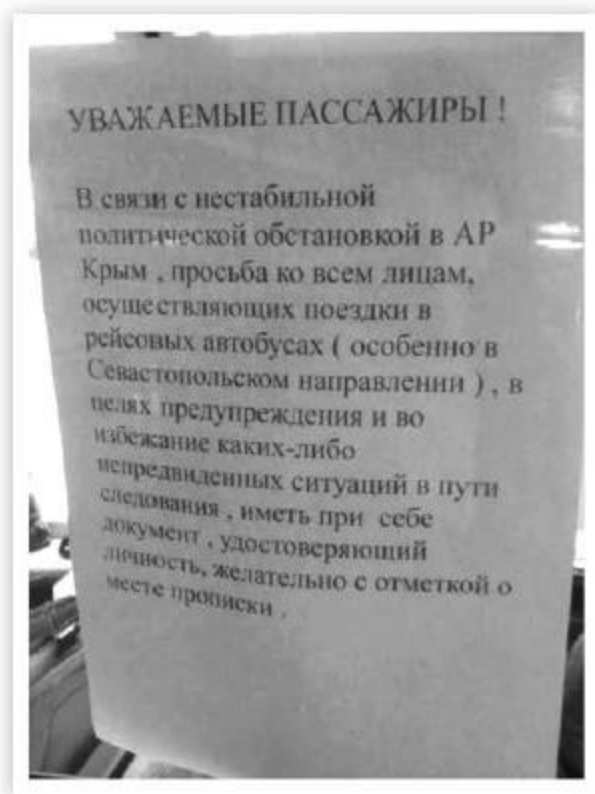 УВАЖАЕМЫЕ ПАССАЖИРЫ !
В связи с нестабильной
политической обстановкой в АР
Крым , просьба ко всем лицам,
осуществляющих поездки в
рейсовых автобусах ( особенно в
Севастопольском направлении ) , в
целях предупреждения и во
избежание каких-либо
непредвиденных ситуаций в пути
следования , иметь при себе
документ , удостоверяющий
личность, желательно с отметкой о
месте прописки .